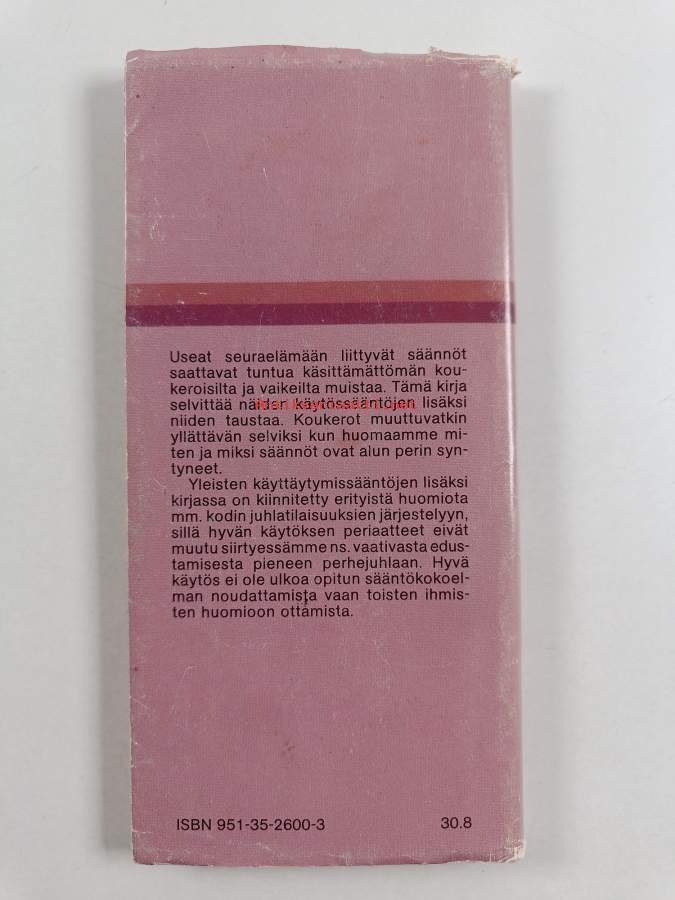 Useat seuraelämään liittyvät säännöt
saattavat tuntua käsittämättömän kou-
keroisilta ja vaikeilta muistaa. Tämä kirja
selvittää näiden käytössääntöjen lisäksi
niiden taustaa. Koukerot muuttuvatkin
yllättävän selviksi kun huomaamme mi-
ten ja miksi säännöt ovat alun perin syn-
tyneet.
Yleisten käyttäytymissääntöjen lisäksi
kirjassa on kiinnitetty erityistä huomiota
mm. kodin juhlatilaisuuksien järjestelyyn,
sillä hyvän käytöksen periaatteet eivät
muutu siirtyessämme ns. vaativasta edus-
tamisesta pieneen perhejuhlaan. Hyvä
käytös ei ole ulkoa opitun sääntökokoel-
man noudattamista vaan toisten ihmis-
ten huomioon ottamista.
ISBN 951-35-2600-3 30.8